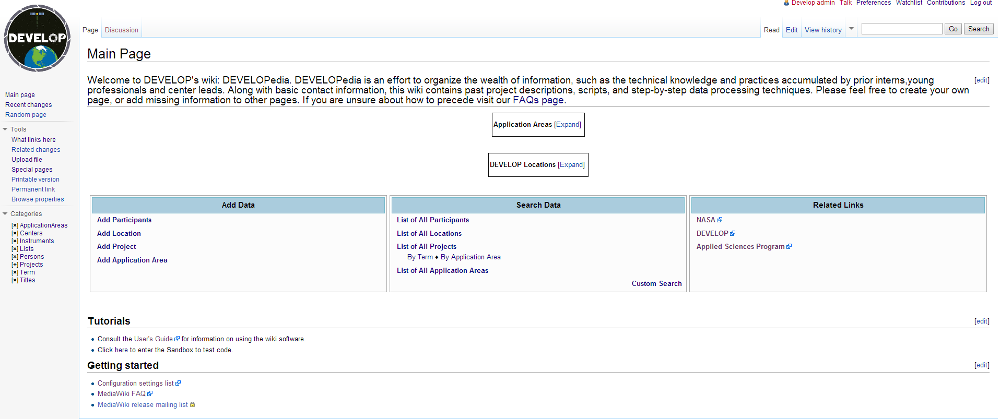 Develop admin Talk Preferences Watchlist Contributions Log out
DEVELOP
Page Discussion
Read Edit View history
Go Search
Main Page
Welcome to DEVELOP's wiki: DEVELOPedia. DEVELOPedia is an effort to organize the wealth of information, such as the technical knowledge and practices accumulated by prior interns,young [edit]
professionals and center leads. Along with basic contact information, this wiki contains past project descriptions, scripts, and step-by-step data processing techniques. Please feel free to create your own
page, or add missing information to other pages. If you are unsure about how to precede visit our FAQs page.
Main page
Recent changes
Random page
Tools
What links here
Related changes
Upload file
Special pages
Printable version
Permanent link
Browse properties
Categories
[×] ApplicationAreas
[×] Centers
[×] Instruments
[×] Lists
[×] Persons
[+] Projects
[×] Term
[×] Titles
Application Areas [Expand]
DEVELOP Locations [Expand]
Add Data
Add Participants
Add Location
Add Project
Add Application Area
Search Data
List of All Participants
List of All Locations
List of All Projects
By Term ♦ By Application Area
List of All Application Areas
Custom Search
Related Links
NASA
DEVELOP
Applied Sciences Program
Tutorials [edit]
Consult the User's Guide for information on using the wiki software.
Click here to enter the Sandbox to test code.
Getting started [edit]
Configuration settings list
MediaWiki FAQ
MediaWiki release mailing list